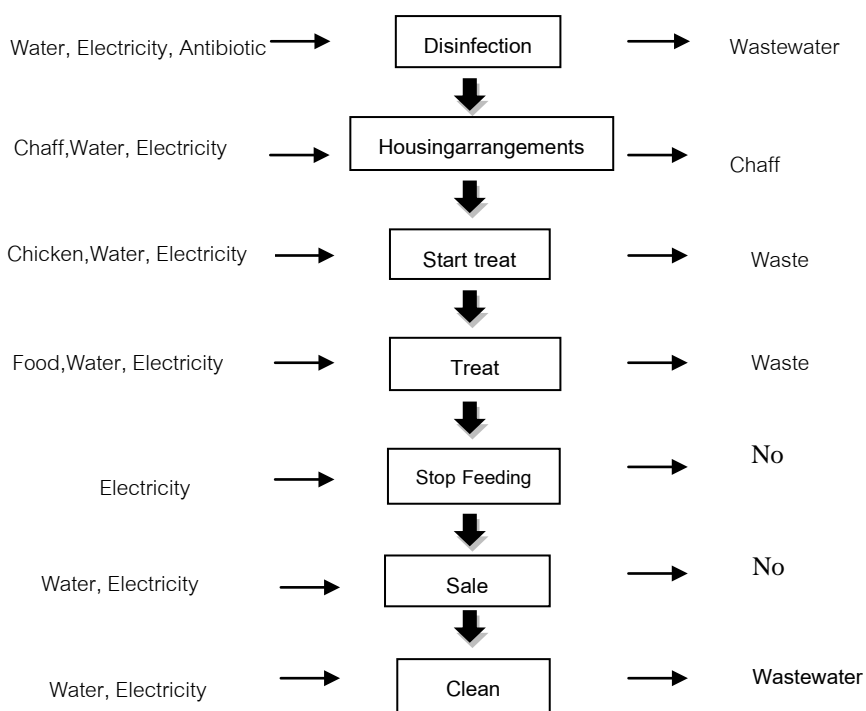 Water, Electricity, Antibiotic
Disinfection
Wastewater
Chaff,Water, Electricity
Housingarrangements
Chaff
Chicken,Water, Electricity
Start treat
Waste
Food,Water, Electricity
Treat
Waste
Electricity
Stop Feeding
No
Water, Electricity
Sale
No
Water, Electricity
Clean
Wastewater